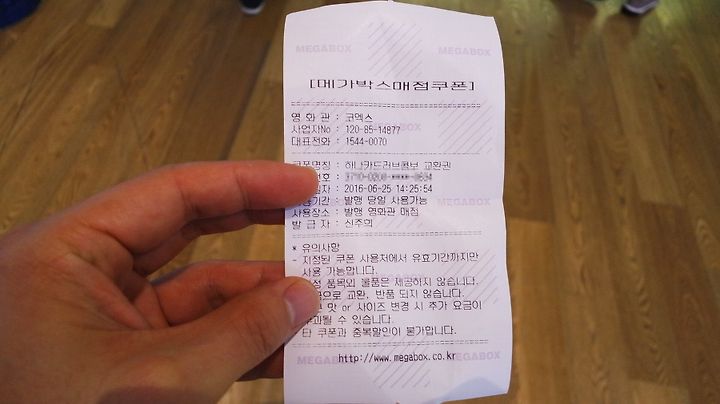 MEGABOX MEGABOX
[메가박스매점쿠폰]
영 화 관 : 코엑스
사업자No : 120-85-14877
대표전화 : 1544-0070
쿠폰명칭 : 하나카드러브콤보 교환권
번호 :
일자 : 2016-06-25 14:25:54
기간 : 발행 당일 사용가능
사용장소 : 발행 영화관 매점
발 급 자 : 신주희
MEGABOX
* 유의사항
- 지정된 쿠폰 사용처에서 유효기간까지만
사용 가능합니다.
품목외 물품은 제공하지 않습니다.
으로 교환, 반품 되지 않습니다.
맛 or 사이즈 변경 시 추가 요금이
부과될 수 있습니다.
타 쿠폰과 중복할인이 불가합니다.
MEGABOX MEGABOX
http://www.megabox.co.kr